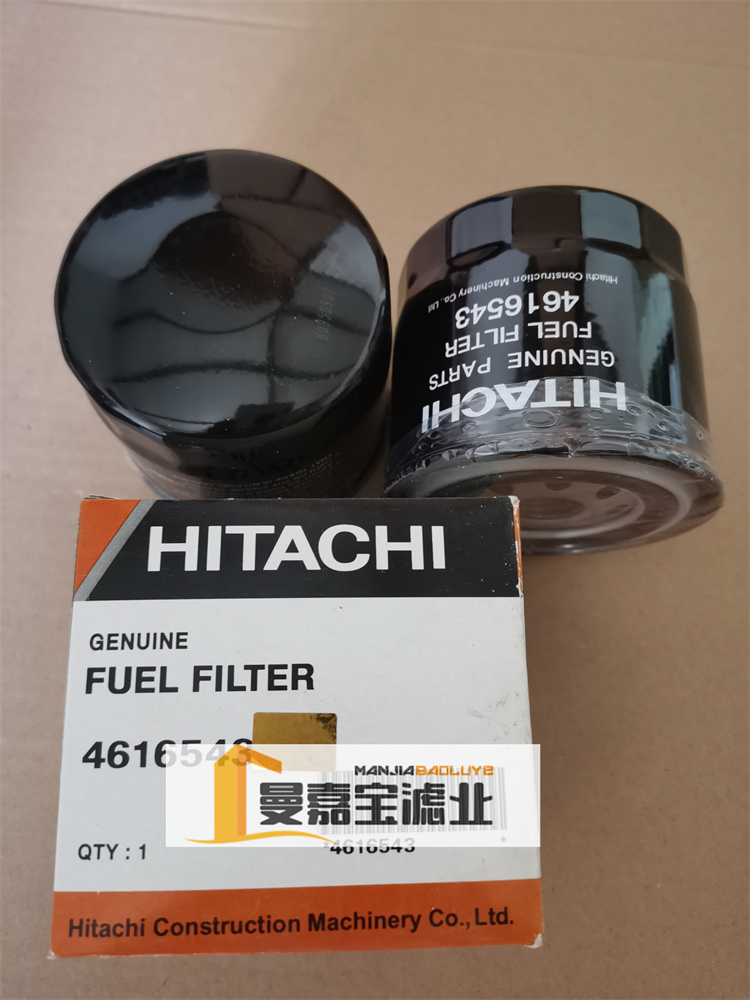 HITACHI
GENUINE PARTS
FUEL FILTER
4616543
Hitachi Construction Machinery Co., Ltd
HITACHI
GENUINE
FUEL FILTER
4616543
MANJIABAOLUYE
曼嘉宝滤业
QTY : 1
4616543
Hitachi Construction Machinery Co., Ltd.